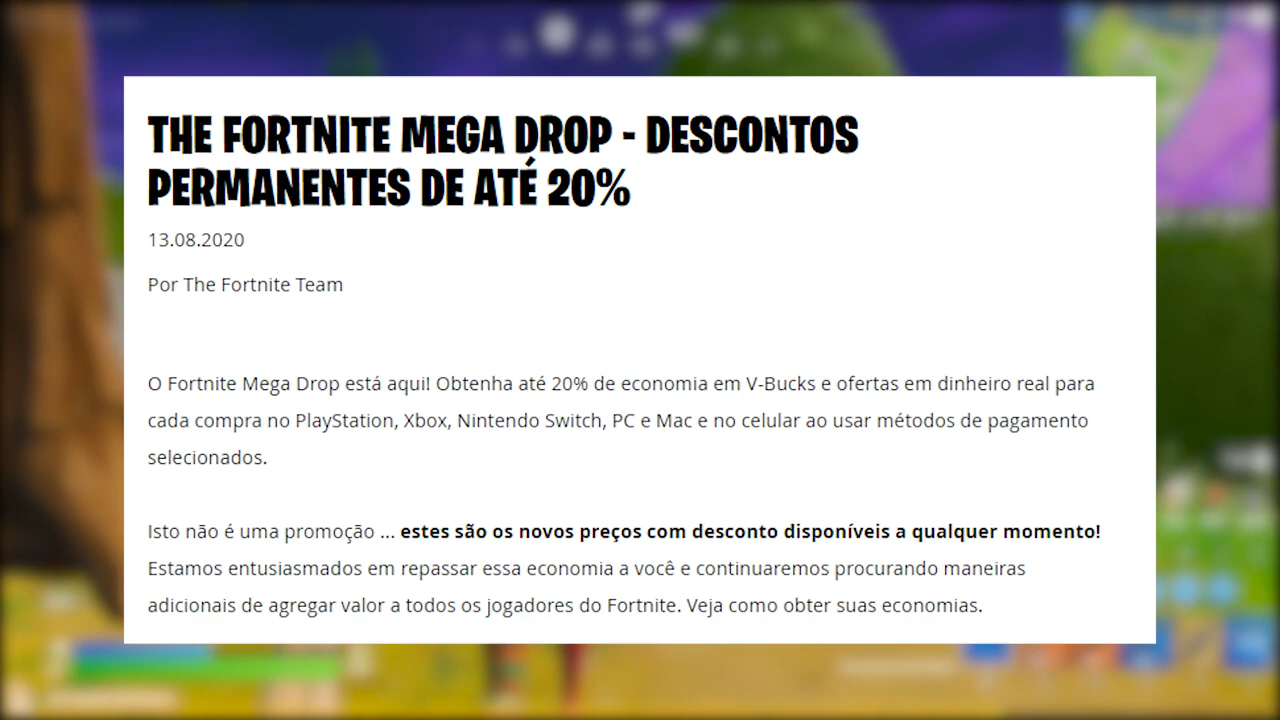 THE FORTNITE MEGA DROP - DESCONTOS
PERMANENTES DE ATÉ 20%
13.08.2020
Por The Fortnite Team
O Fortnite Mega Drop está aqui! Obtenha até 20% de economia em V-Bucks e ofertas em dinheiro real para
cada compra no PlayStation, Xbox, Nintendo Switch, PC e Mac e no celular ao usar métodos de pagamento
selecionados.
Isto não é uma promoção ... estes são os novos preços com desconto disponíveis a qualquer momento!
Estamos entusiasmados em repassar essa economia a você e continuaremos procurando maneiras
adicionais de agregar valor a todos os jogadores do Fortnite. Veja como obter suas economias.